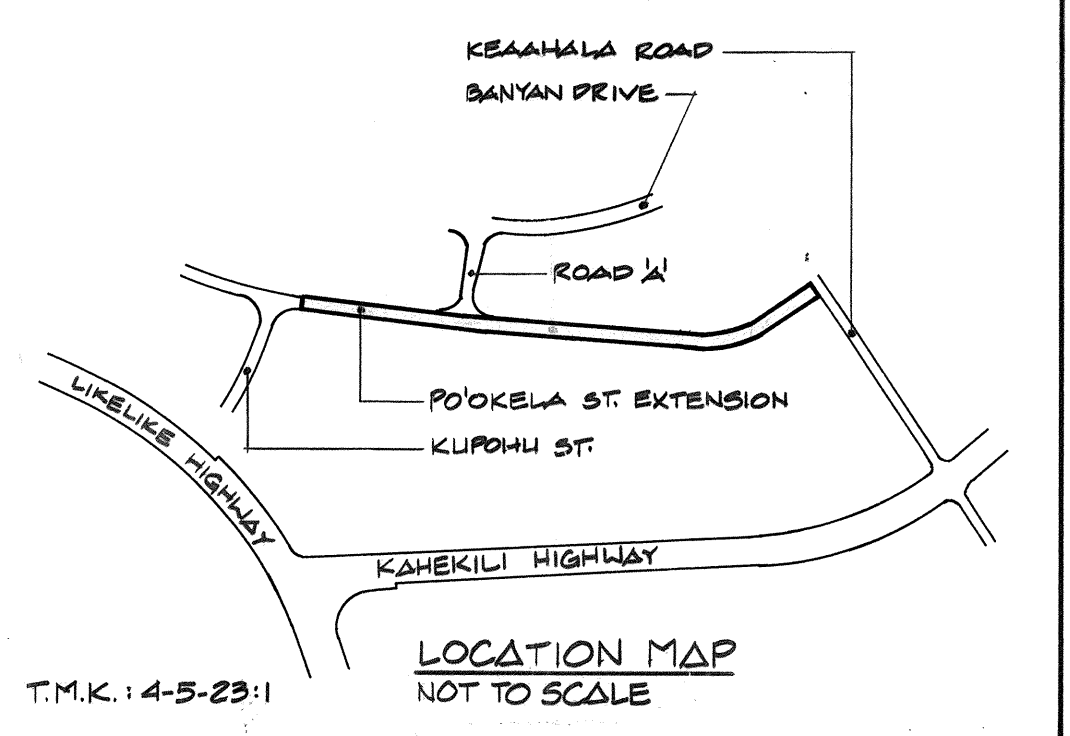 KEAAHALA ROAD
BANYAN DRIVE
ROAD 'A'
PO'OKELA ST. EXTENSION
KUPOHU ST.
LIKELIKE HIGHWAY
KAHEKILI HIGHWAY
LOCATION MAP
NOT TO SCALE
T.M.K. : 4-5-23:1